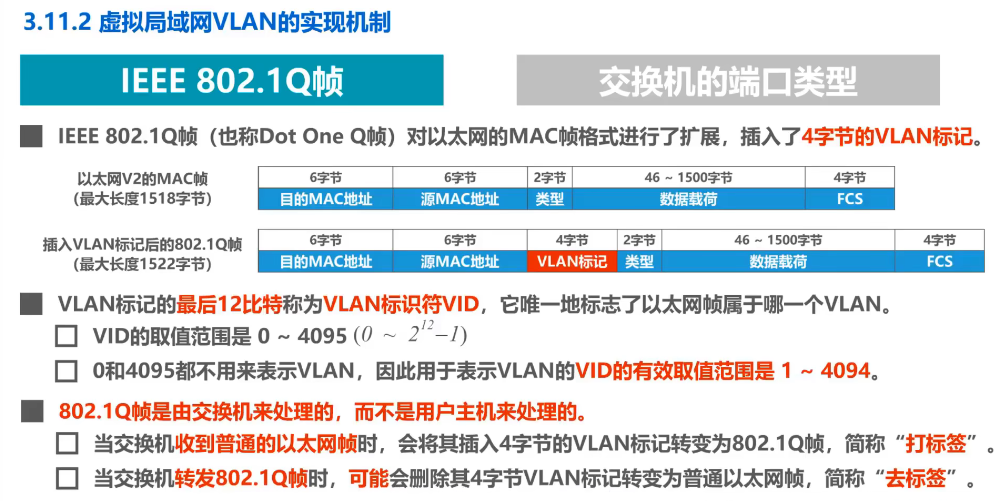 3.11.2 虚拟局域网VLAN的实现机制
IEEE 802.1Q帧
交换机的端口类型
IEEE 802.1Q帧（也称Dot One Q帧）对以太网的MAC帧格式进行了扩展，插入了4字节的VLAN标记。
以太网V2的MAC帧
（最大长度1518字节）
6字节 6字节 2字节 46 ~ 1500字节 4字节
目的MAC地址 源MAC地址 类型 数据载荷 FCS
插入VLAN标记后的802.1Q帧
（最大长度1522字节）
6字节 6字节 4字节 2字节 46 ~ 1500字节 4字节
目的MAC地址 源MAC地址 VLAN标记 类型 数据载荷 FCS
VLAN标记的最后12比特称为VLAN标识符VID，它唯一地标志了以太网帧属于哪一个VLAN。
VID的取值范围是 0 ~ 4095 (0 ~ 2^12−1)
0和4095都不用来表示VLAN，因此用于表示VLAN的VID的有效取值范围是 1 ~ 4094。
802.1Q帧是由交换机来处理的，而不是用户主机来处理的。
当交换机收到普通的以太网帧时，会将其插入4字节的VLAN标记转变为802.1Q帧，简称“打标签”。
当交换机转发802.1Q帧时，可能会删除其4字节VLAN标记转变为普通以太网帧，简称“去标签”。